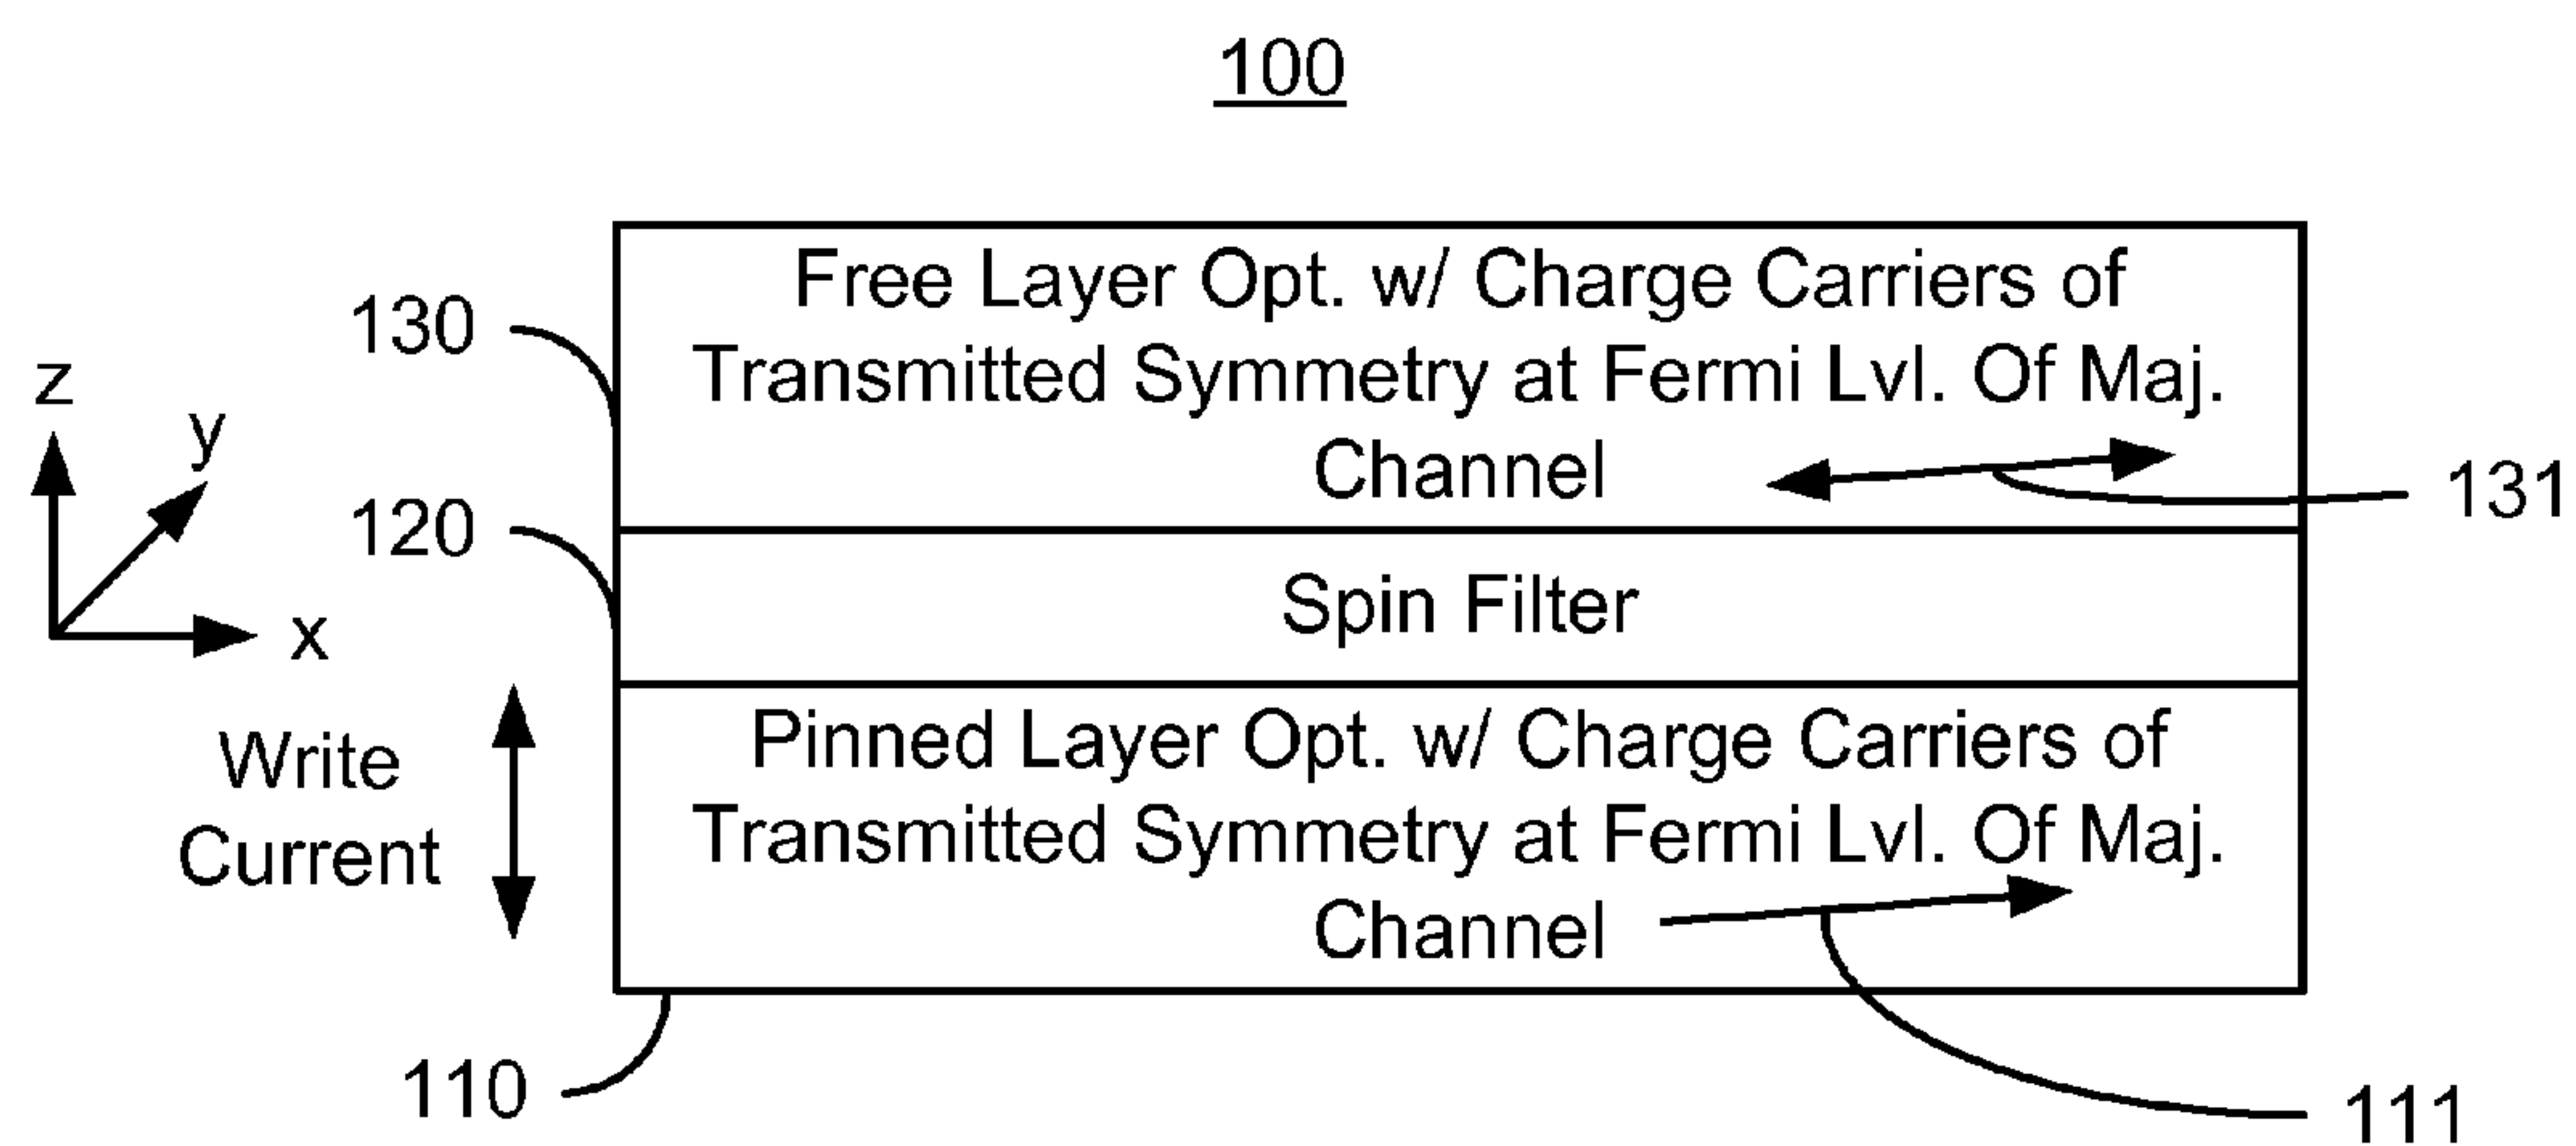 100
Free Layer Opt. w/ Charge Carriers of
Transmitted Symmetry at Fermi Lvl. Of Maj.
Channel
130
131
z
y
x
120
Spin Filter
Write
Current
Pinned Layer Opt. w/ Charge Carriers of
Transmitted Symmetry at Fermi Lvl. Of Maj.
Channel
110
111